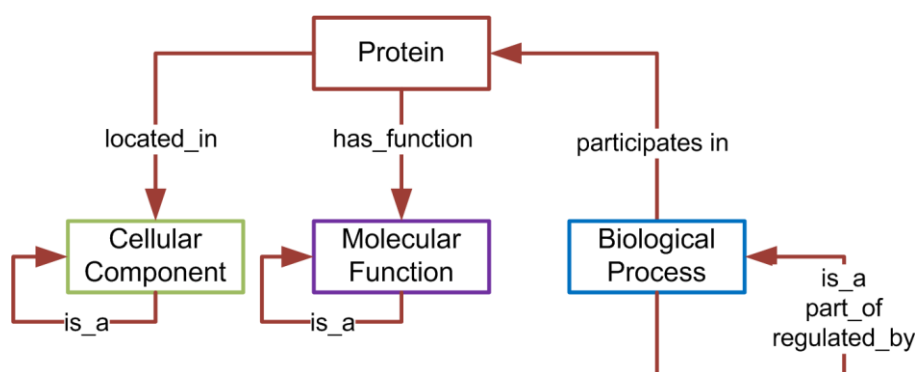 Protein
located_in
has_function
participates in
Cellular
Component
Molecular
Function
Biological
Process
is_a
is_a
is_a
part_of
regulated_by